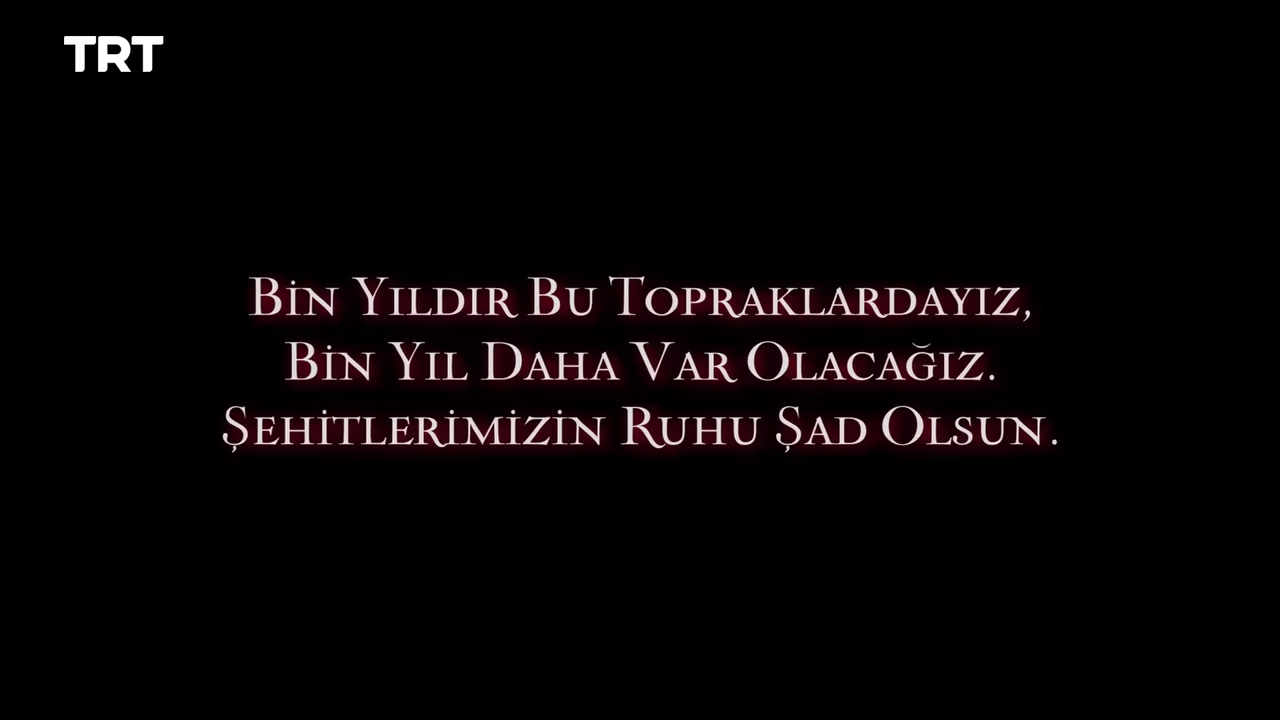 TRT
Bin Yıldır Bu Topraklardayız,
Bin Yıl Daha Var Olacağız.
Şehitlerimizin Ruhu Şad Olsun.